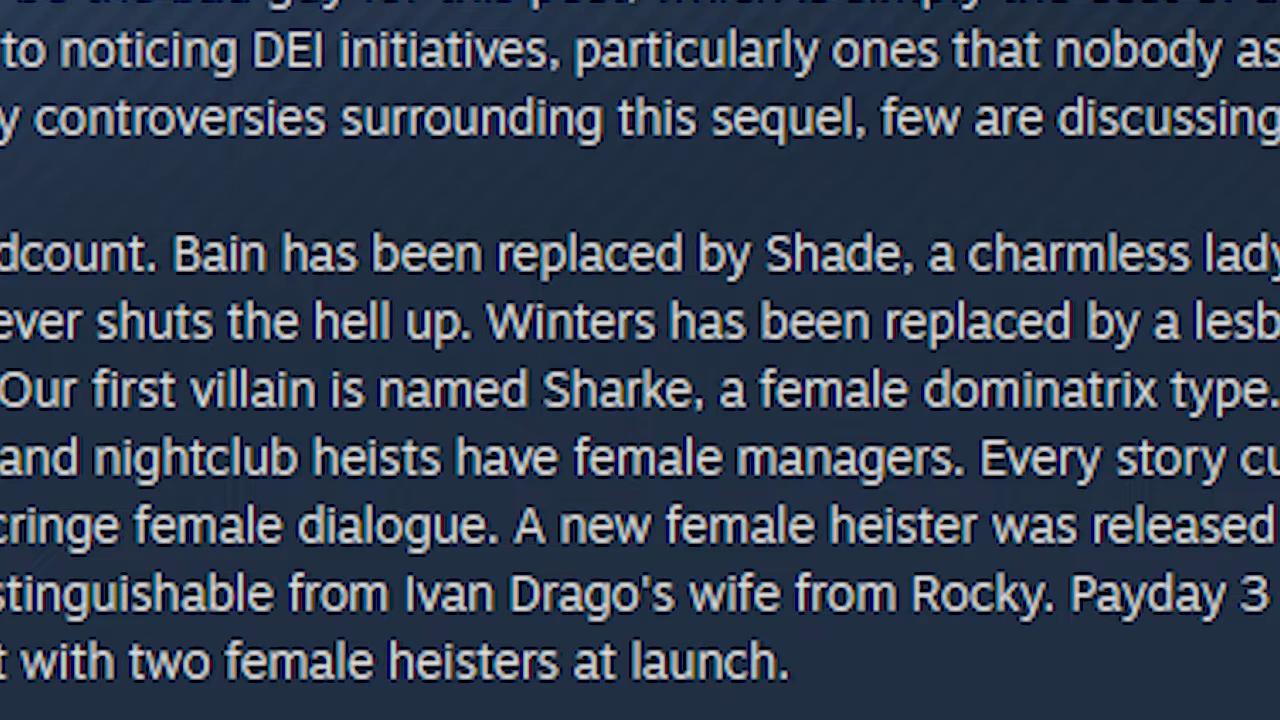 to noticing DEI initiatives, particularly ones that nobody as
y controversies surrounding this sequel, few are discussing
dcount. Bain has been replaced by Shade, a charmless lady
ever shuts the hell up. Winters has been replaced by a lesb
Our first villain is named Sharke, a female dominatrix type.
and nightclub heists have female managers. Every story cu
cringe female dialogue. A new female heister was released
stinguishable from Ivan Drago's wife from Rocky. Payday 3
t with two female heisters at launch.